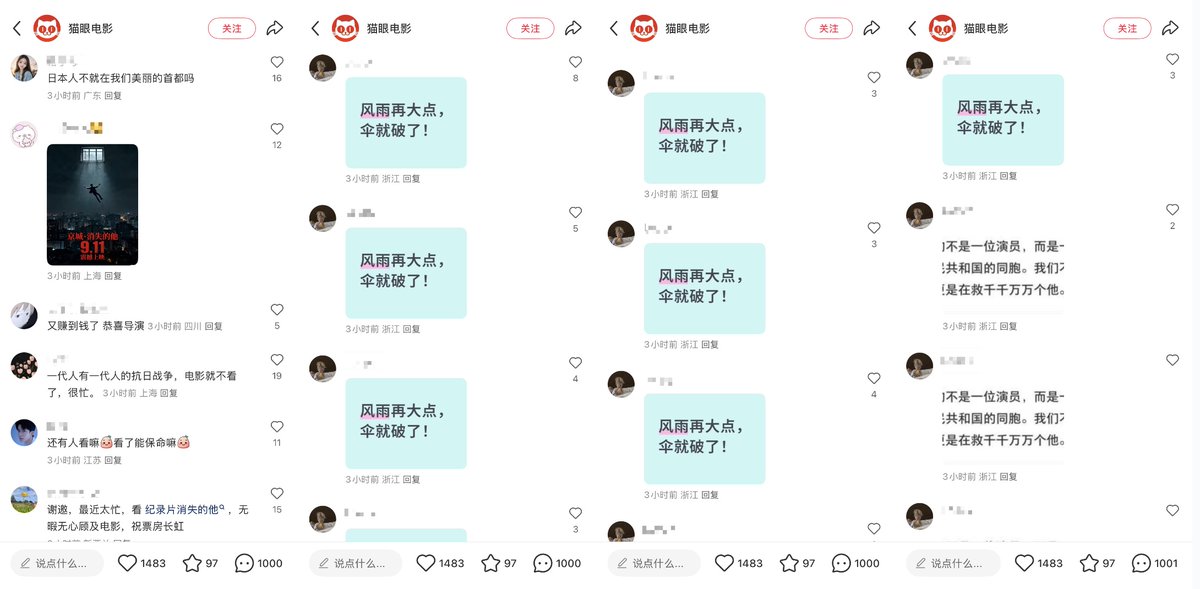 猫眼电影
关注
日本人不就在我们美丽的首都吗
16
3小时前 广东 回复
12
京城·消失的他
9.11
3小时前 上海 回复
又赚到钱了 恭喜导演 3小时前 四川 回复
5
一代人有一代人的抗日战争，电影就不看
了，很忙。 3小时前 上海 回复
19
还有人看嘛看了能保命嘛
11
3小时前 江苏 回复
谢邀，最近太忙，看 纪录片消失的他，无
暇无心顾及电影，祝票房长虹
15
说点什么...
1483
97
1000
猫眼电影
关注
8
风雨再大点，
伞就破了！
3小时前 浙江 回复
5
风雨再大点，
伞就破了！
3小时前 浙江 回复
4
风雨再大点，
伞就破了！
3小时前 浙江 回复
3
说点什么...
1483
97
1000
猫眼电影
关注
3
风雨再大点，
伞就破了！
3小时前 浙江 回复
3
风雨再大点，
伞就破了！
3小时前 浙江 回复
4
风雨再大点，
伞就破了！
3小时前 浙江 回复
说点什么...
1483
97
1000
猫眼电影
关注
3
风雨再大点，
伞就破了！
3小时前 浙江 回复
2
不是一位演员，而是
共和国的同胞。我们
是在救千千万万个他。
3小时前 浙江 回复
不是一位演员，而是
共和国的同胞。我们
是在救千千万万个他。
3小时前 浙江 回复
说点什么...
1483
97
1001